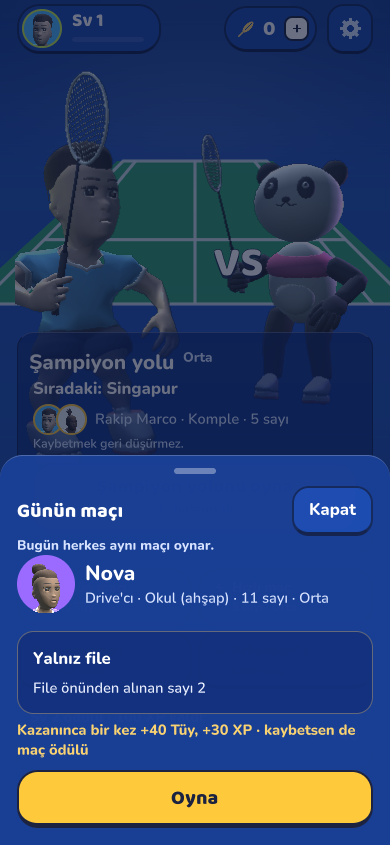 Sv 1
0
+
VS
Şampiyon yolu Orta
Sıradaki: Singapur
Rakip Marco · Komple · 5 sayı
Kaybetmek geri düşürmez.
Günün maçı
Kapat
Bugün herkes aynı maçı oynar.
Nova
Drive'cı · Okul (ahşap) · 11 sayı · Orta
Yalnız file
File önünden alınan sayı 2
Kazanınca bir kez +40 Tüy, +30 XP · kaybetsen de
maç ödülü
Oyna